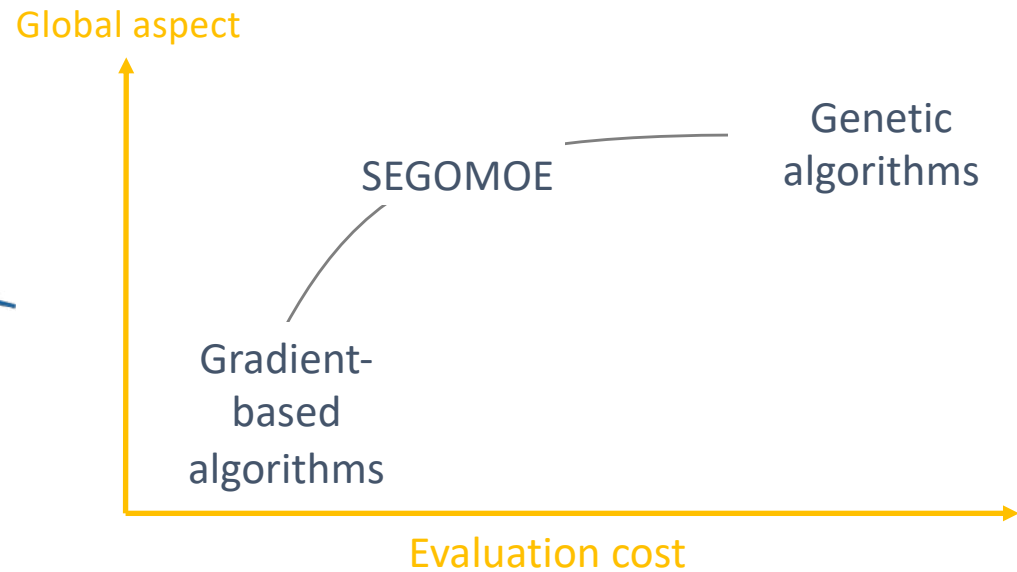 Global aspect
Genetic
algorithms
SEGOMOE
Gradient-
based
algorithms
Evaluation cost